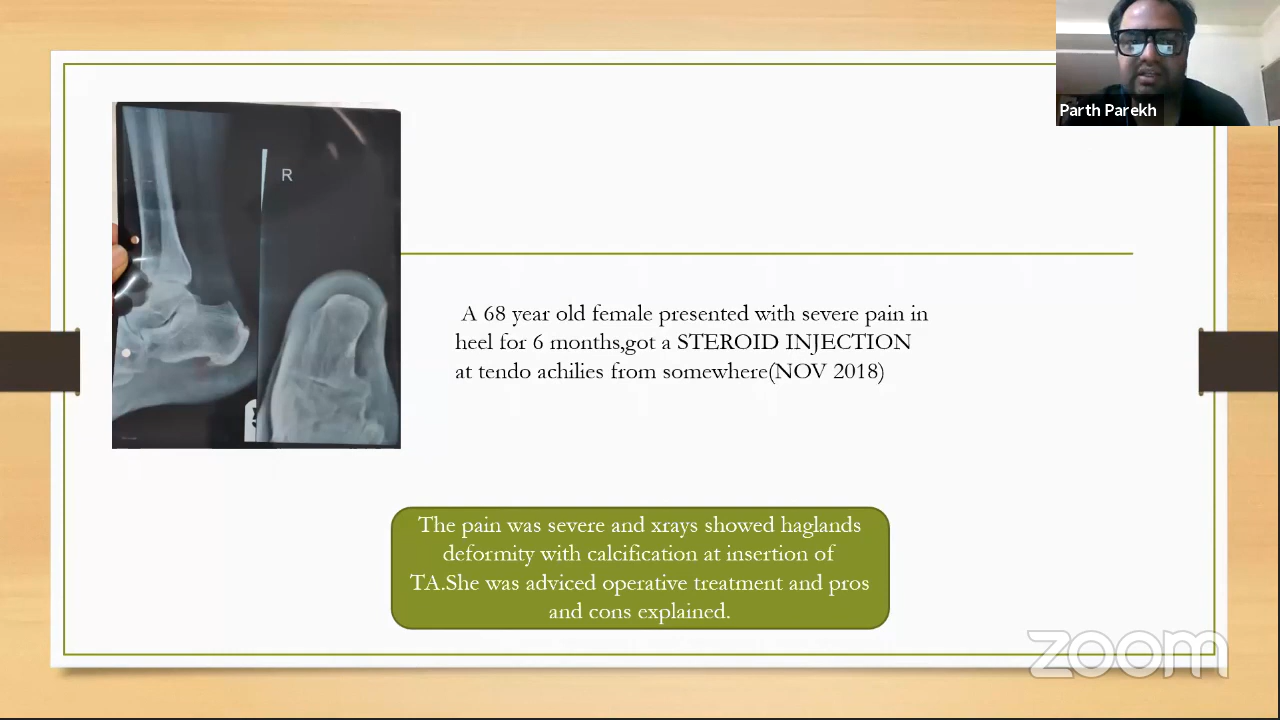 Parth Parekh
R
A 68 year old female presented with severe pain in
heel for 6 months,got a STEROID INJECTION
at tendo achilies from somewhere(NOV 2018)
The pain was severe and xrays showed haglands
deformity with calcification at insertion of
TA.She was adviced operative treatment and pros
and cons explained.
zoom